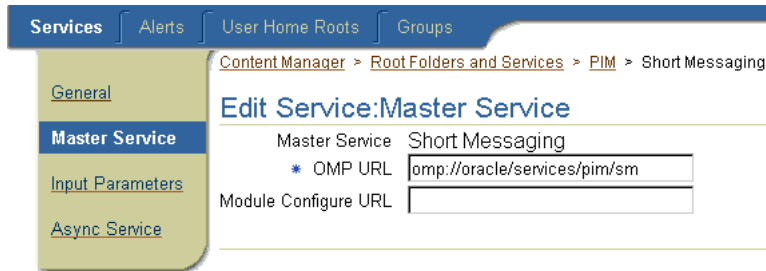 Services Alerts User Home Roots Groups
Content Manager > Root Folders and Services > PIM > Short Messaging
General
Edit Service:Master Service
Master Service
Master Service Short Messaging
* OMP URL omp://oracle/services/pim/sm
Input Parameters
Module Configure URL
Async Service